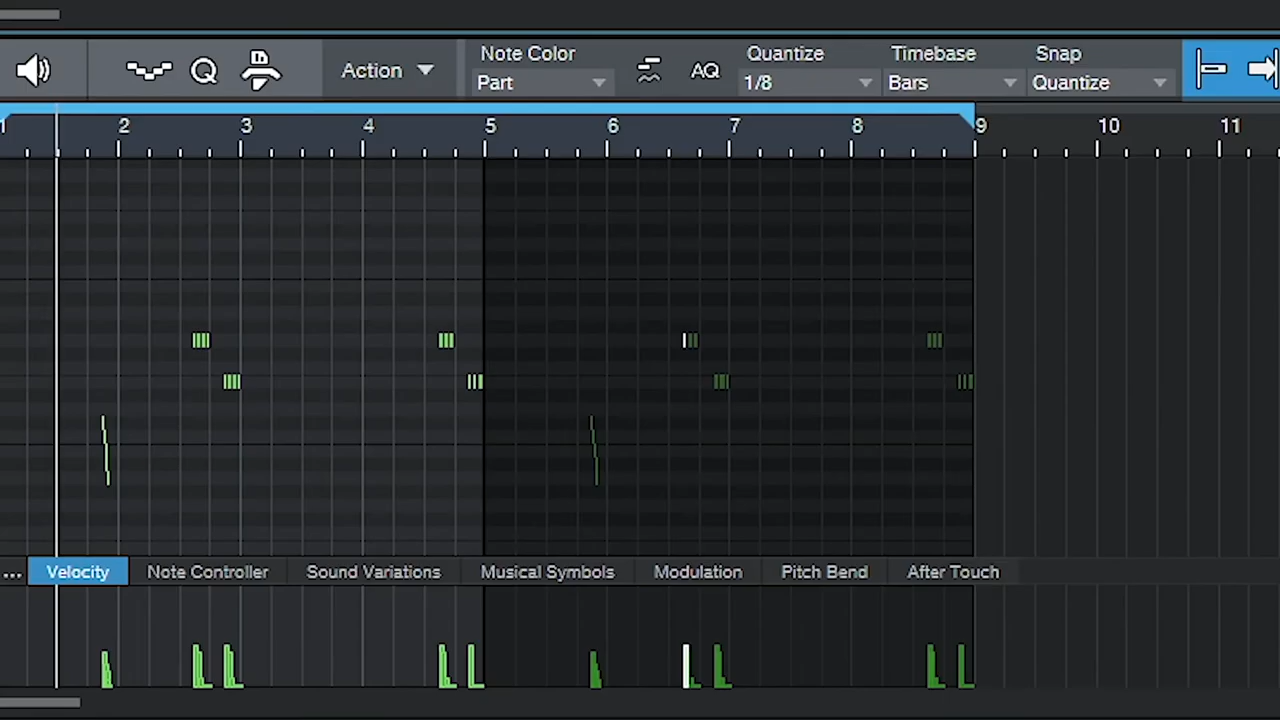 Action Note Color Part AQ Quantize 1/8 Timebase Bars Snap Quantize
1 2 3 4 5 6 7 8 9 10 11
... Velocity Note Controller Sound Variations Musical Symbols Modulation Pitch Bend After Touch